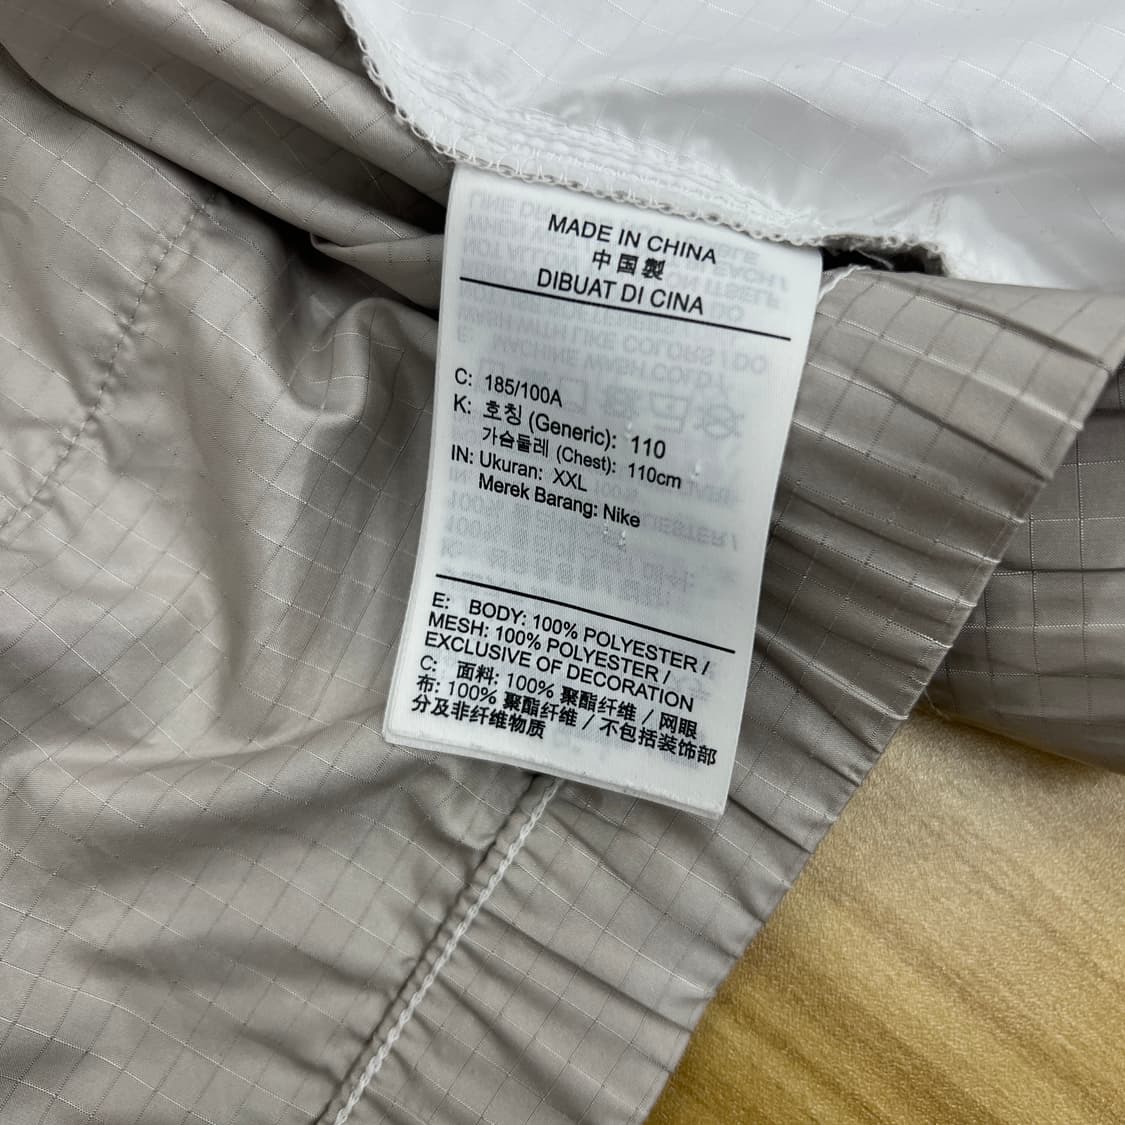 MADE IN CHINA
中国製
DIBUAT DI CINA
C: 185/100A
K: 호칭 (Generic): 110
가슴둘레 (Chest): 110cm
IN: Ukuran: XXL
Merek Barang: Nike
E: BODY: 100% POLYESTER /
MESH: 100% POLYESTER /
EXCLUSIVE OF DECORATION
C: 面料: 100% 聚酯纤维 / 网眼
布: 100% 聚酯纤维 / 不包括装饰部
分及非纤维物质